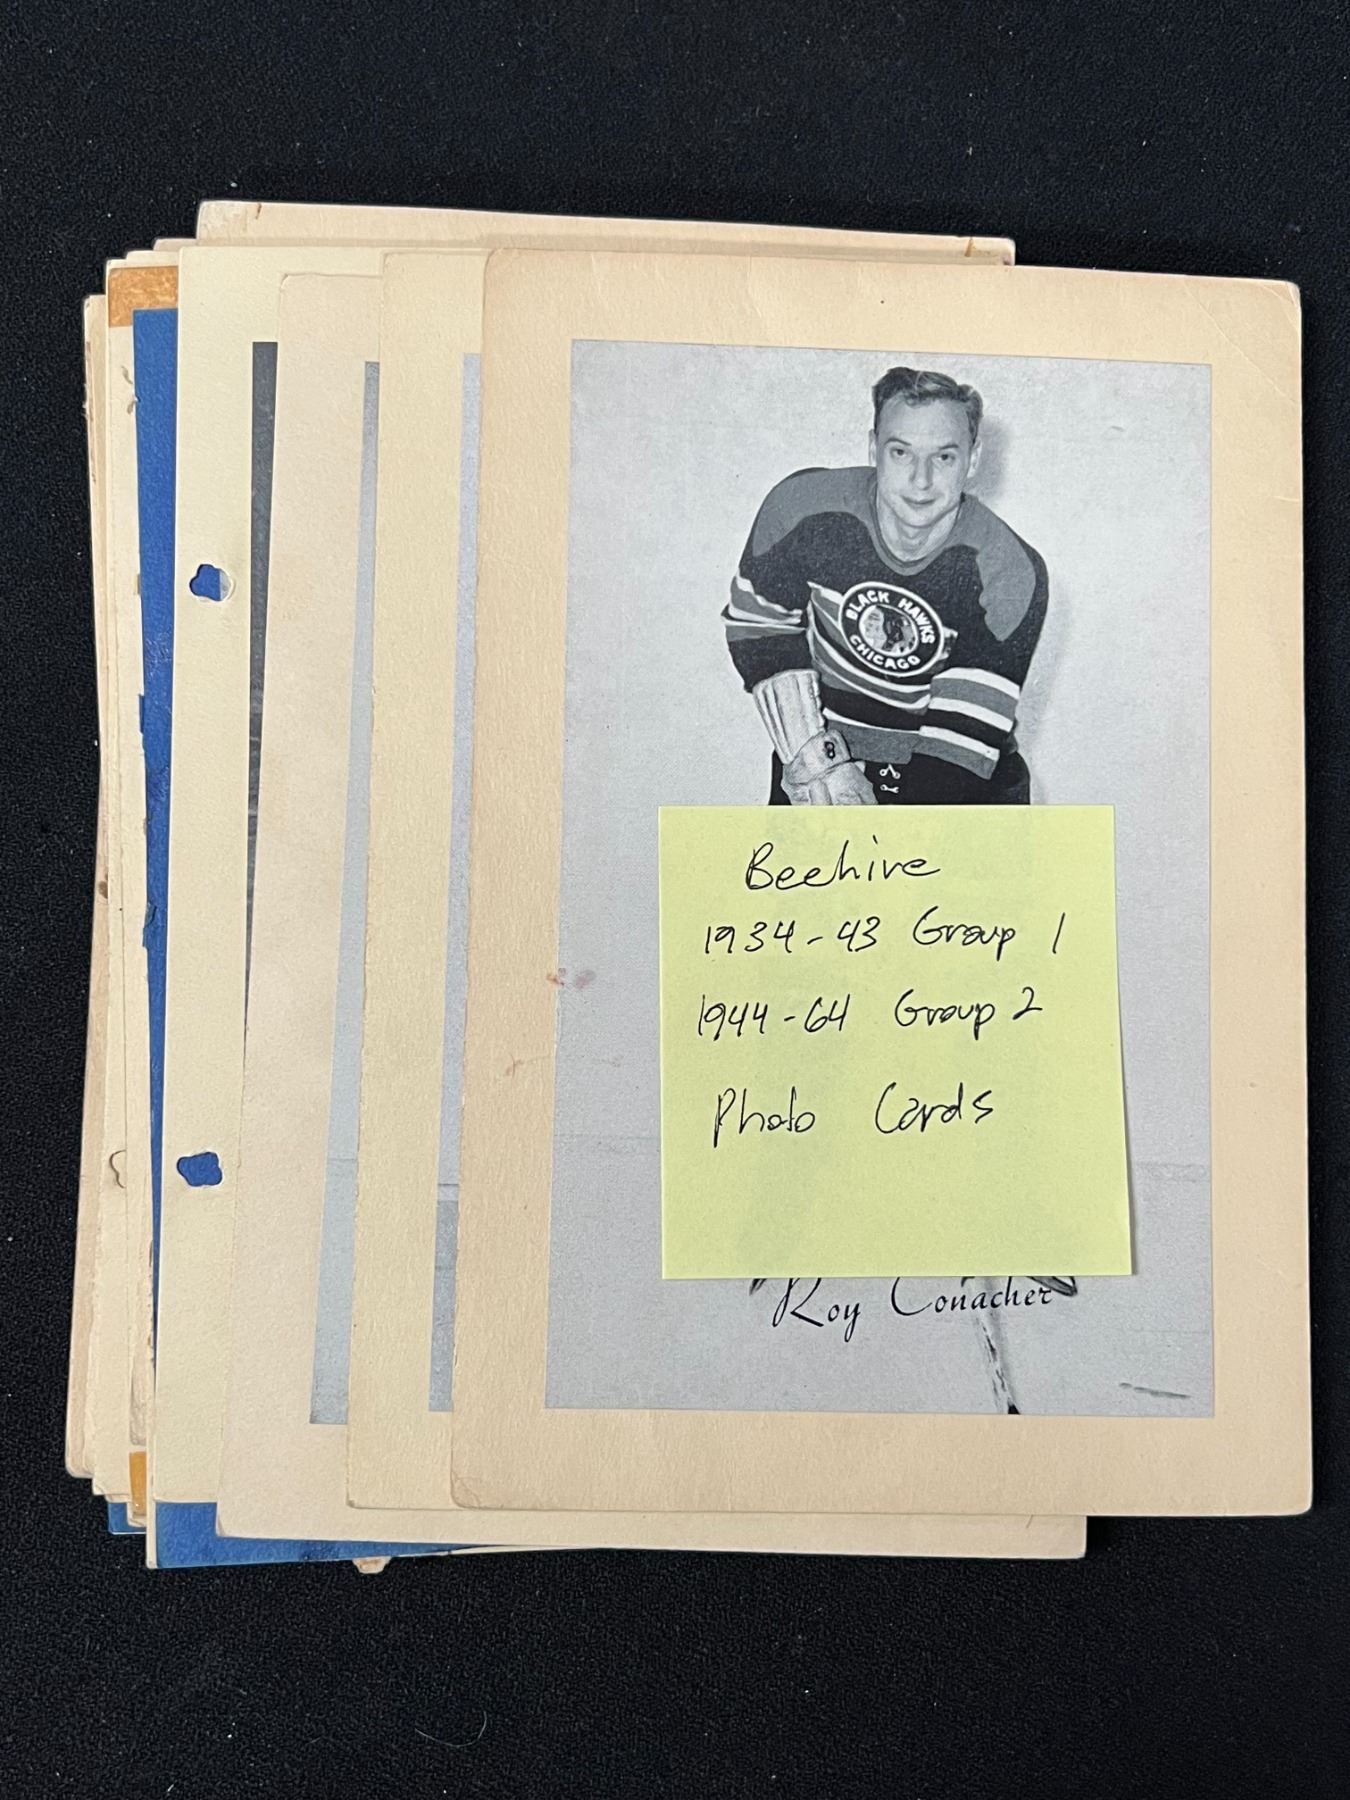 BLACK HAWKS
CHICAGO
Beehive
1934-43 Group 1
1944-64 Group 2
Photo Cards
Roy Conacher